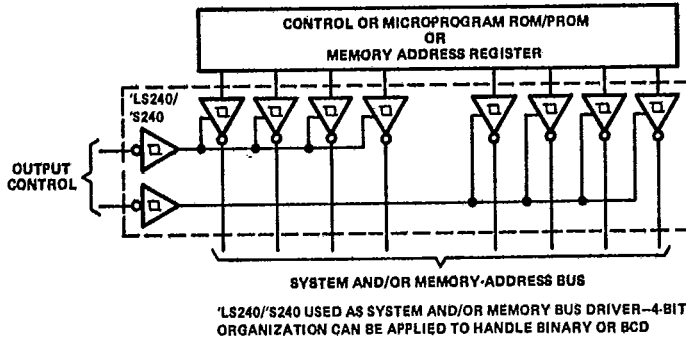 CONTROL OR MICROPROGRAM ROM/PROM
OR
MEMORY ADDRESS REGISTER
'LS240/
'S240
OUTPUT
CONTROL
SYSTEM AND/OR MEMORY-ADDRESS BUS
'LS240/'S240 USED AS SYSTEM AND/OR MEMORY BUS DRIVER–4-BIT
ORGANIZATION CAN BE APPLIED TO HANDLE BINARY OR BCD